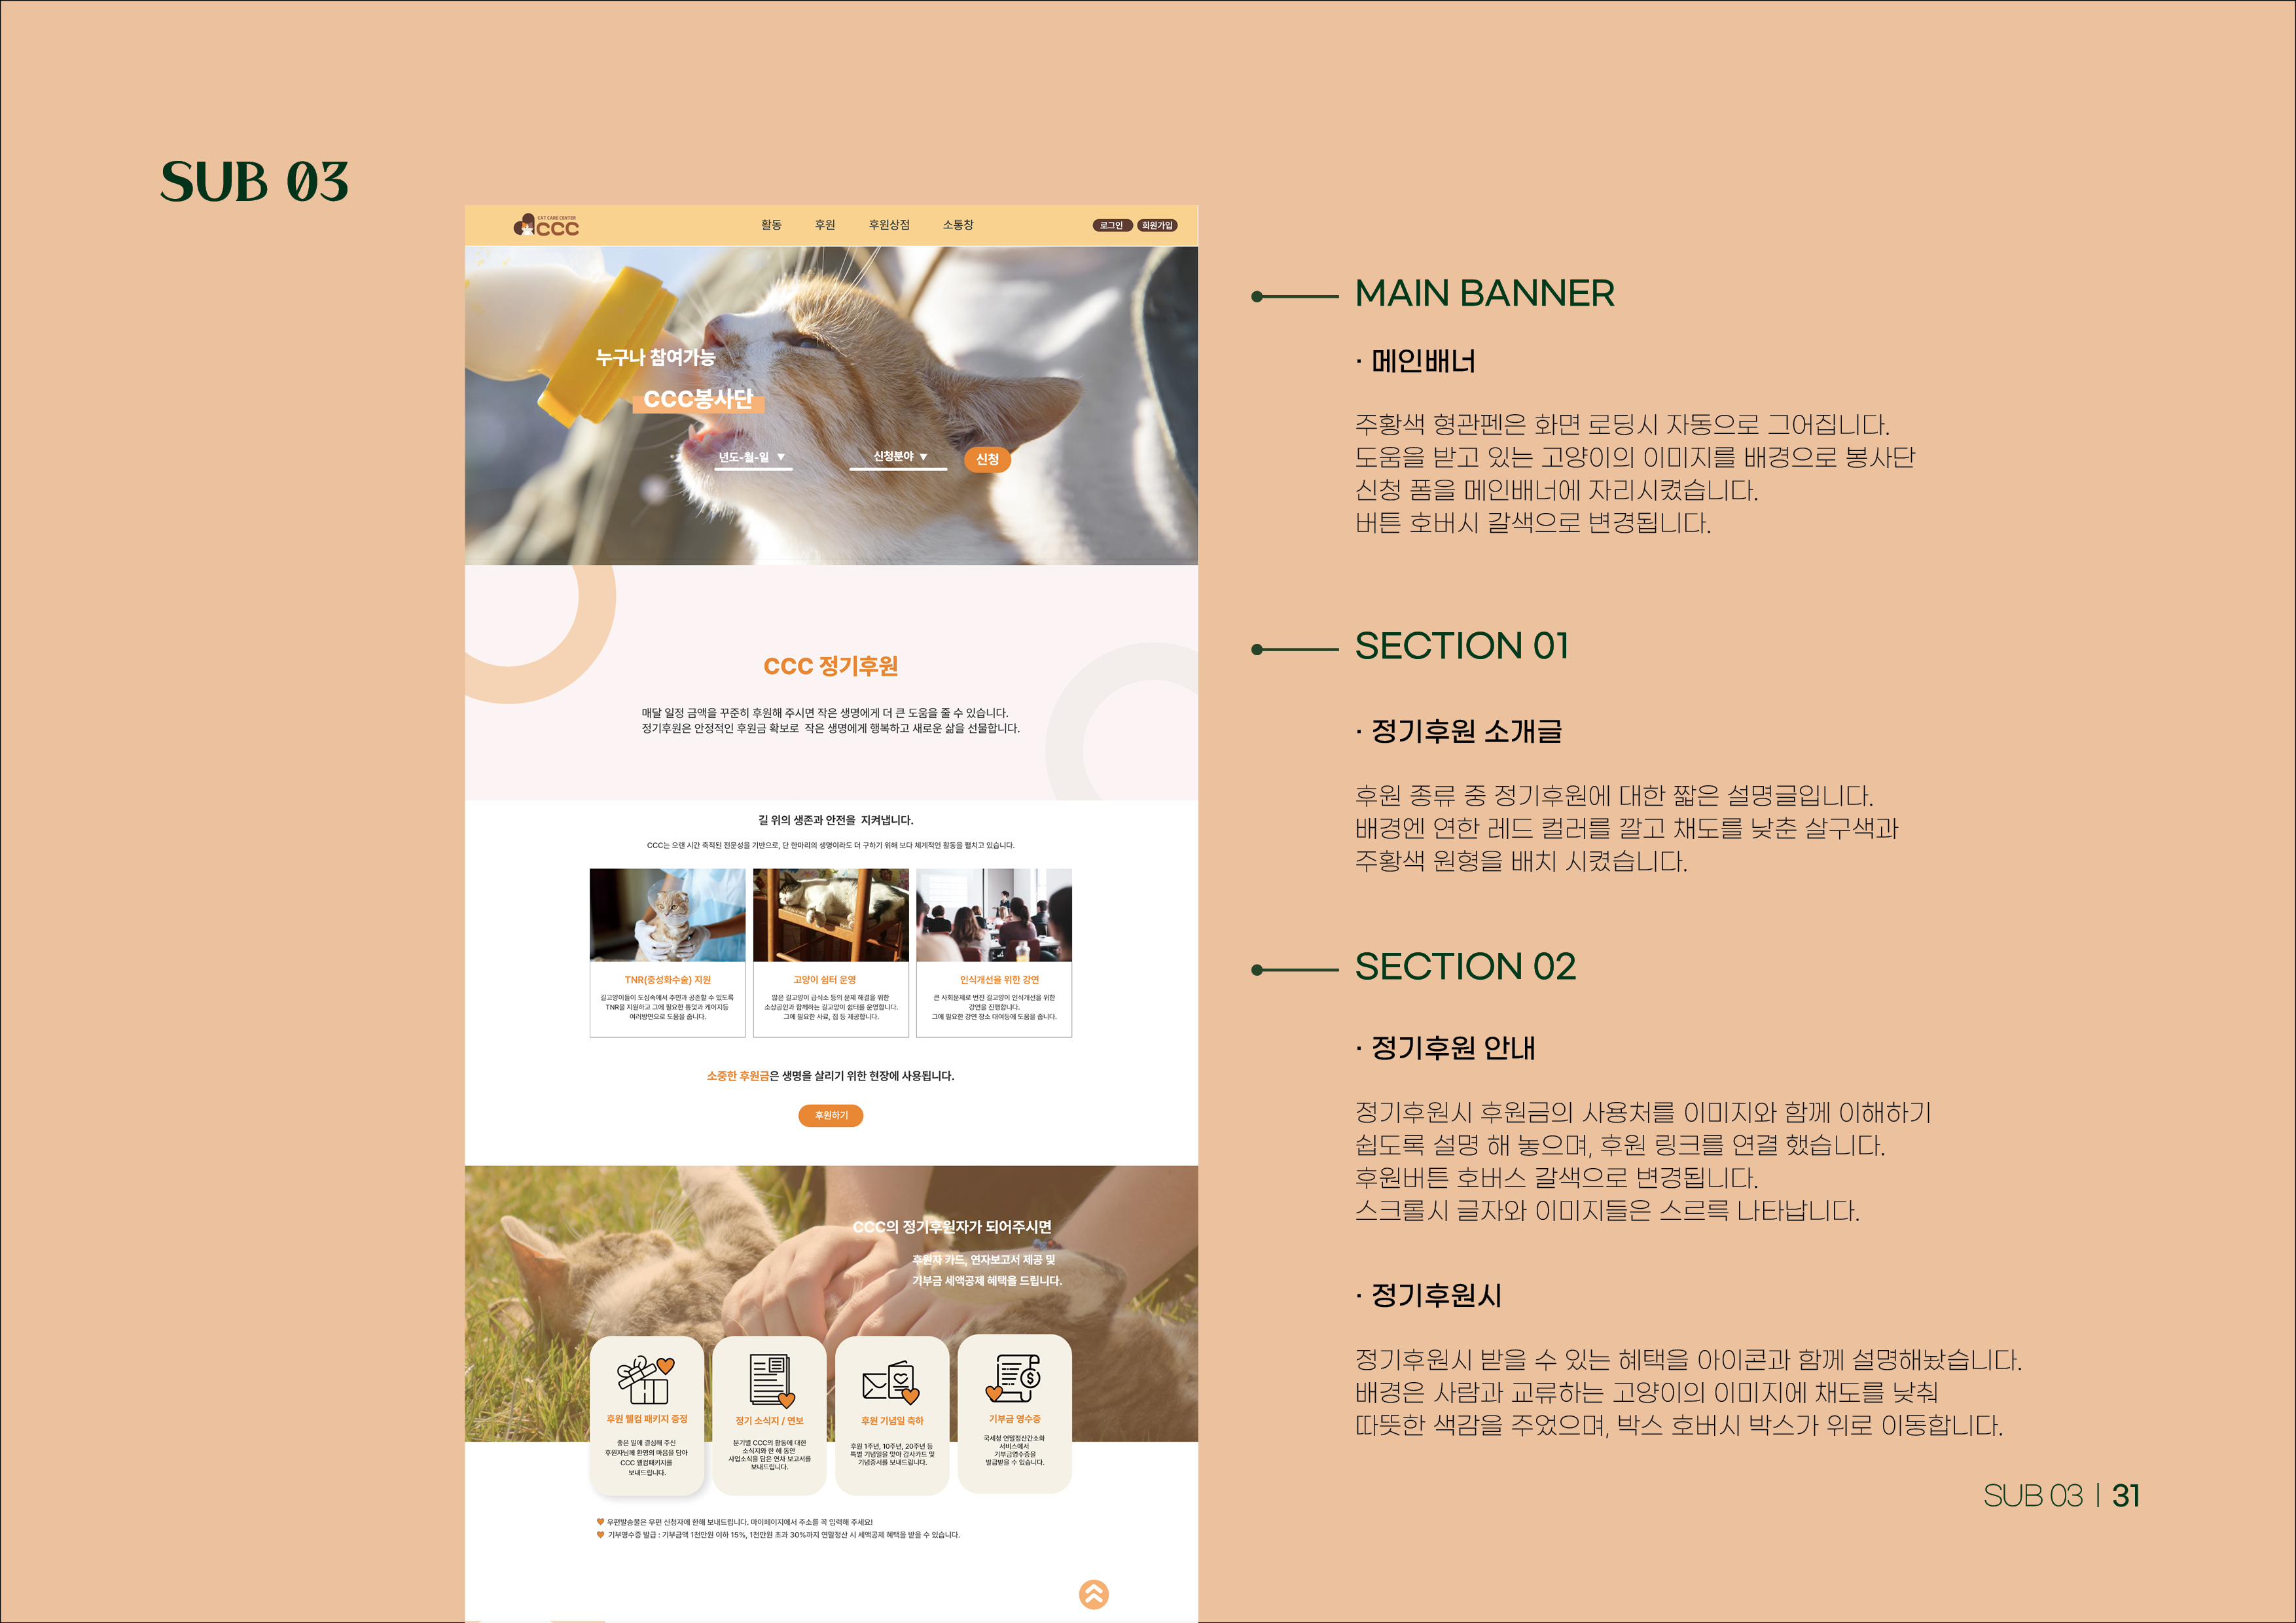 SUB 03
CAT CARE CENTER
CCC
활동 후원 후원상점 소통창
로그인 회원가입
누구나 참여가능
CCC봉사단
년도-월-일 ▼ 신청분야 ▼ 신청
CCC 정기후원
매달 일정 금액을 꾸준히 후원해 주시면 작은 생명에게 더 큰 도움을 줄 수 있습니다.
정기후원은 안정적인 후원금 확보로 작은 생명에게 행복하고 새로운 삶을 선물합니다.
길 위의 생존과 안전을 지켜냅니다.
CCC는 오랜 시간 축적된 전문성을 기반으로, 단 한마리의 생명이라도 더 구하기 위해 보다 체계적인 활동을 펼치고 있습니다.
TNR(중성화수술) 지원
길고양이들이 도심속에서 주민과 공존할 수 있도록
TNR을 지원하고 그에 필요한 통덫과 케이지등
여러방면으로 도움을 줍니다.
고양이 쉼터 운영
많은 길고양이 급식소 등의 문제 해결을 위한
소상공인과 함께하는 길고양이 쉼터를 운영합니다.
그에 필요한 사료, 집 등 제공합니다.
인식개선을 위한 강연
큰 사회문제로 번진 길고양이 인식개선을 위한
강연을 진행합니다.
그에 필요한 강연 장소 대여등에 도움을 줍니다.
소중한 후원금은 생명을 살리기 위한 현장에 사용됩니다.
후원하기
CCC의 정기후원자가 되어주시면
후원자 카드, 연자보고서 제공 및
기부금 세액공제 혜택을 드립니다.
후원 웰컴 패키지 증정
좋은 일에 결심해 주신
후원자님께 환영의 마음을 담아
CCC 웰컴패키지를
보내드립니다.
정기 소식지 / 연보
분기별 CCC의 활동에 대한
소식지와 한 해 동안
사업소식을 담은 연차 보고서를
보내드립니다.
후원 기념일 축하
후원 1주년, 10주년, 20주년 등
특별 기념일을 맞아 감사카드 및
기념증서를 보내드립니다.
기부금 영수증
국세청 연말정산간소화
서비스에서
기부금영수증을
발급받을 수 있습니다.
우편발송물은 우편 신청자에 한해 보내드립니다. 마이페이지에서 주소를 꼭 입력해 주세요!
기부영수증 발급 : 기부금액 1천만원 이하 15%, 1천만원 초과 30%까지 연말정산 시 세액공제 혜택을 받을 수 있습니다.
MAIN BANNER
· 메인배너
주황색 형관펜은 화면 로딩시 자동으로 그어집니다.
도움을 받고 있는 고양이의 이미지를 배경으로 봉사단
신청 폼을 메인배너에 자리시켰습니다.
버튼 호버시 갈색으로 변경됩니다.
SECTION 01
· 정기후원 소개글
후원 종류 중 정기후원에 대한 짧은 설명글입니다.
배경엔 연한 레드 컬러를 깔고 채도를 낮춘 살구색과
주황색 원형을 배치 시켰습니다.
SECTION 02
· 정기후원 안내
정기후원시 후원금의 사용처를 이미지와 함께 이해하기
쉽도록 설명 해 놓으며, 후원 링크를 연결 했습니다.
후원버튼 호버스 갈색으로 변경됩니다.
스크롤시 글자와 이미지들은 스르륵 나타납니다.
· 정기후원시
정기후원시 받을 수 있는 혜택을 아이콘과 함께 설명해놨습니다.
배경은 사람과 교류하는 고양이의 이미지에 채도를 낮춰
따뜻한 색감을 주었으며, 박스 호버시 박스가 위로 이동합니다.
SUB 03 | 31